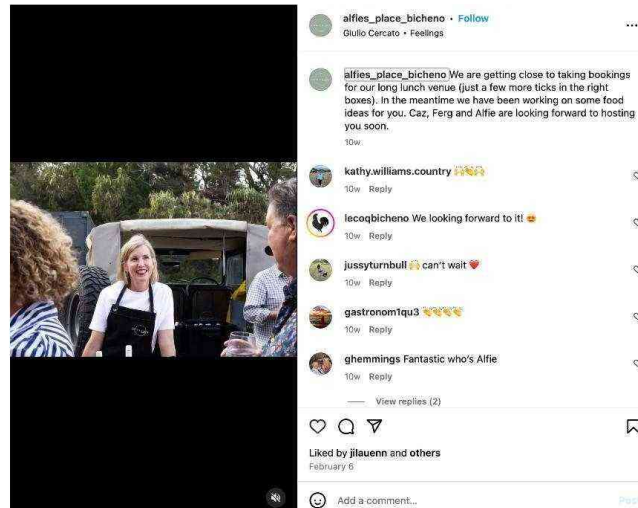 alfies_place_bicheno • Follow
Giulio Cercato • Feelings
alfies_place_bicheno We are getting close to taking bookings
for our long lunch venue (just a few more ticks in the right
boxes). In the meantime we have been working on some food
ideas for you. Caz, Ferg and Alfie are looking forward to hosting
you soon.
10w
kathy.williams.country 🙌👏🙌
10w Reply
lecoqbicheno We looking forward to it! 😍
10w Reply
jussyturnbull 🙌 can't wait ❤️
10w Reply
gastronom1qu3 👏👏👏👏
10w Reply
ghemmings Fantastic who's Alfie
10w Reply
View replies (2)
Liked by jilauenn and others
February 6
Add a comment...
Post